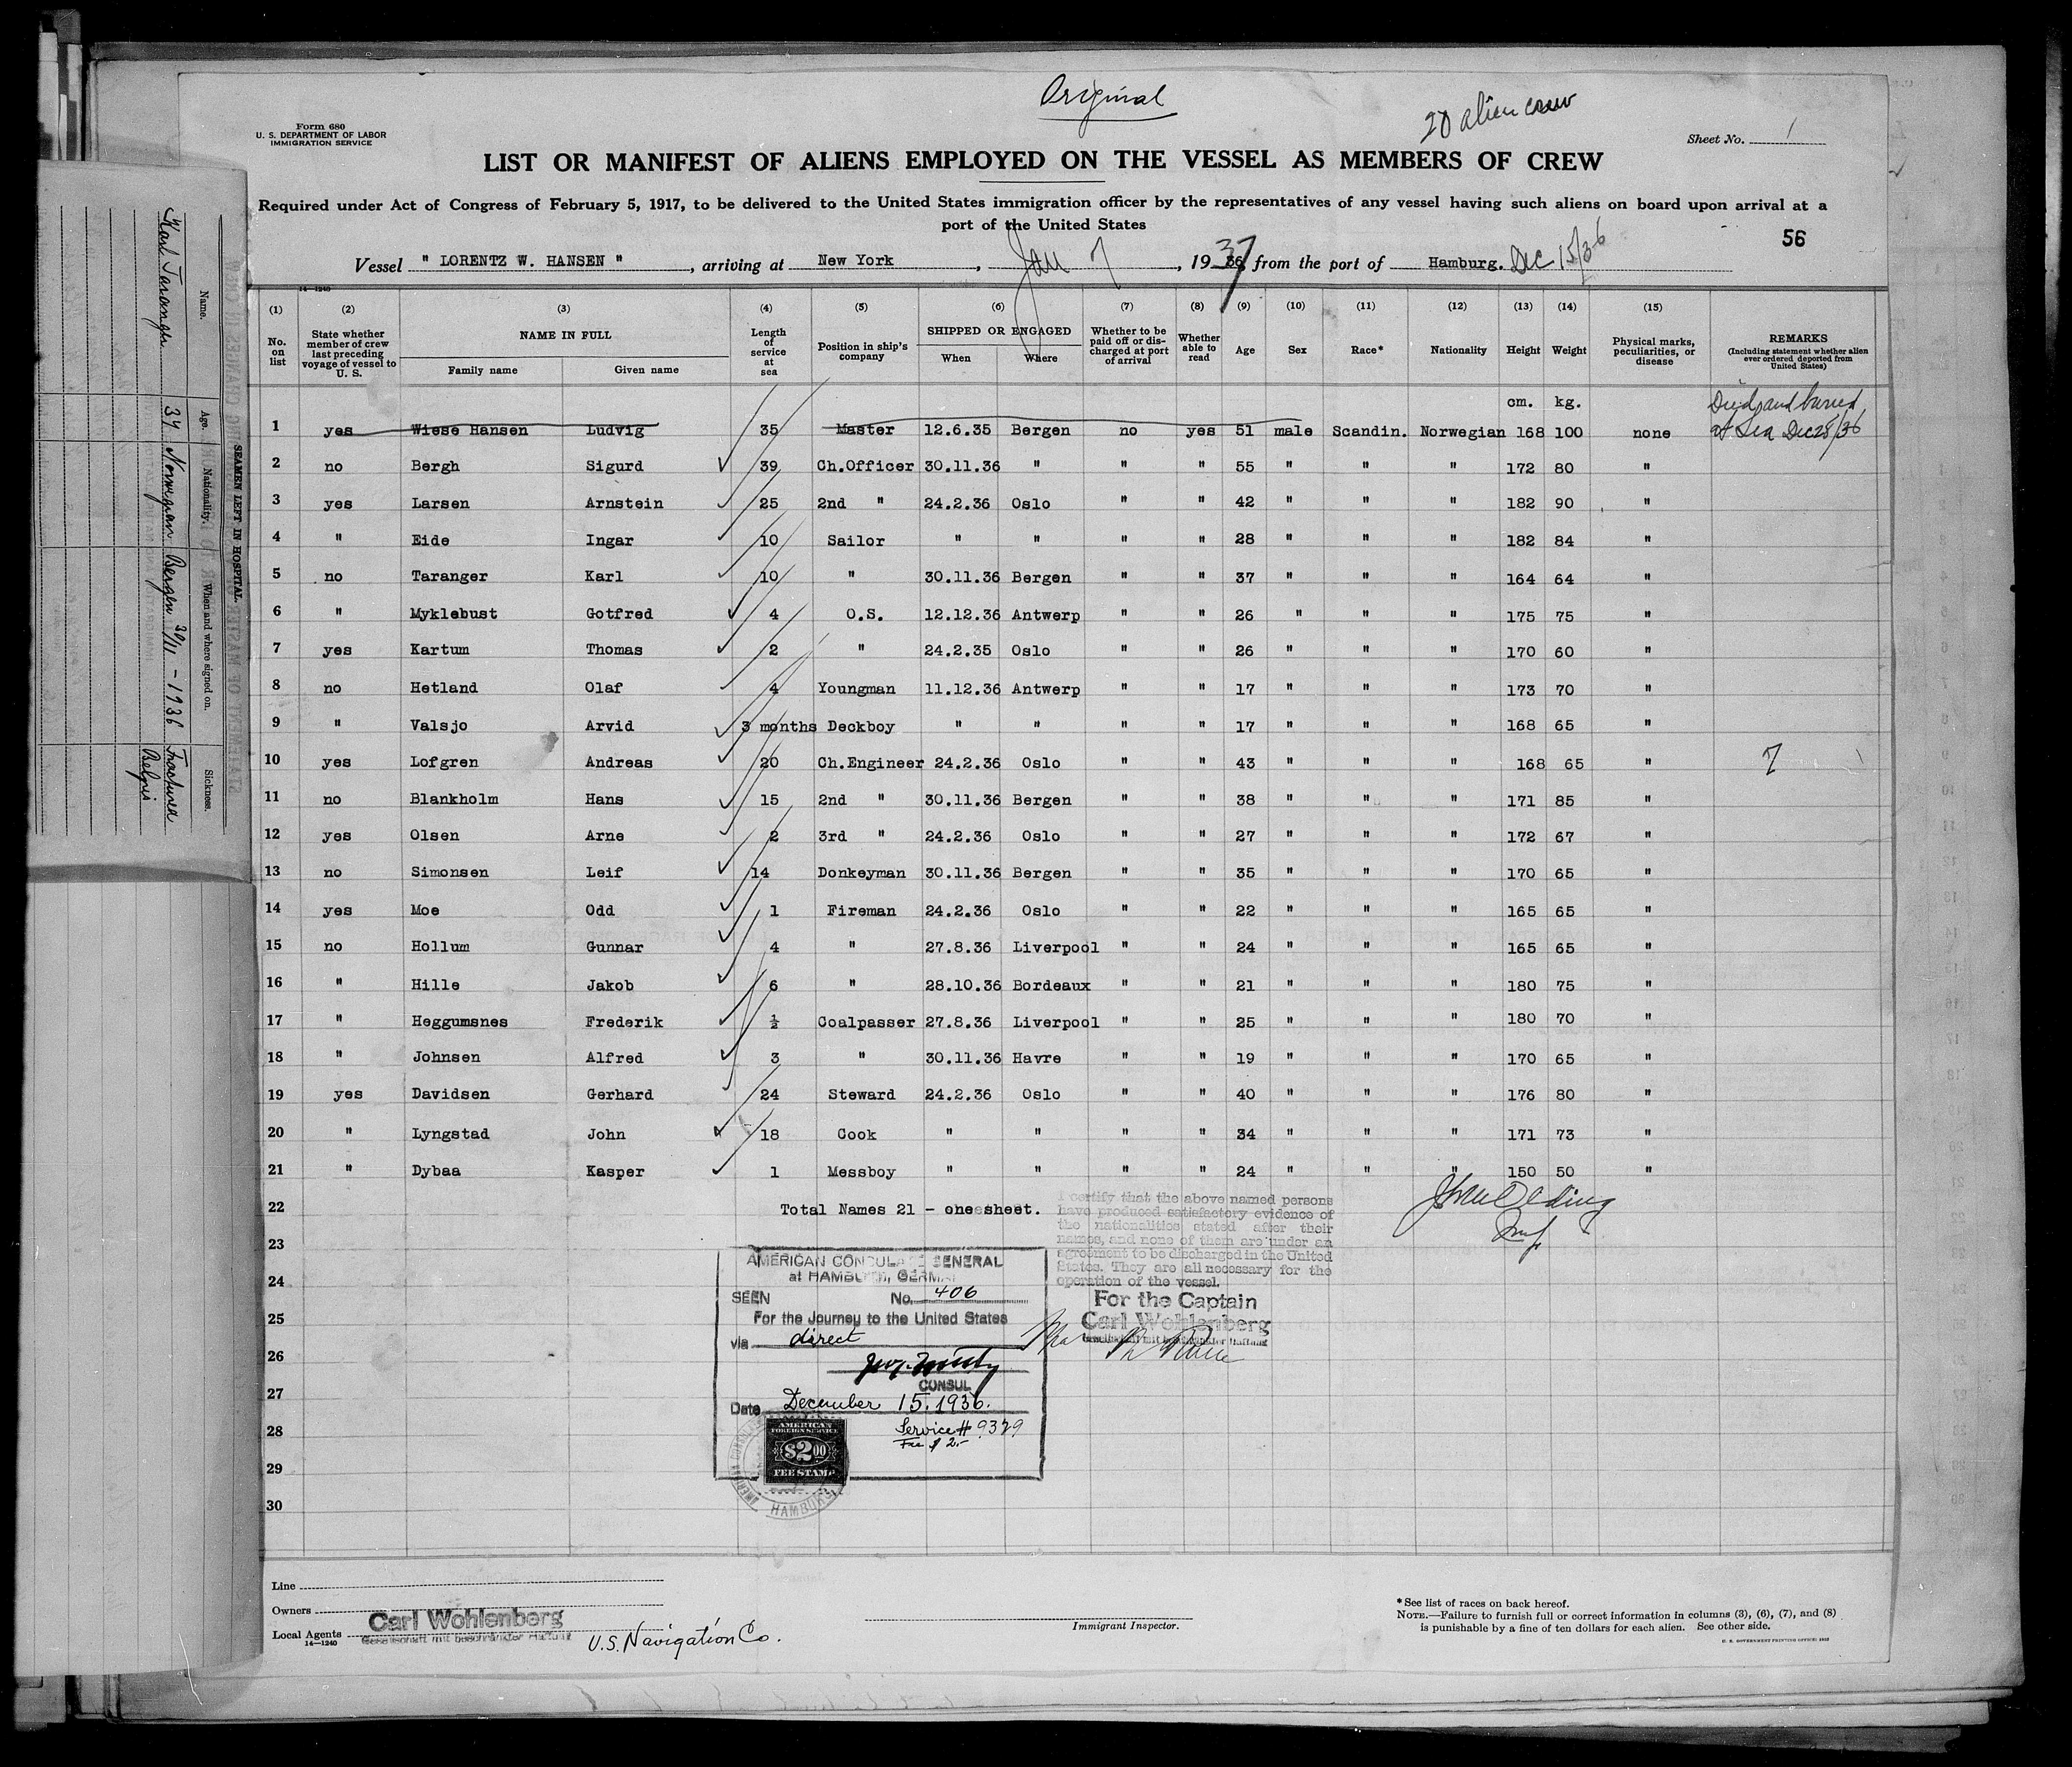 Original
20 alien crew
Form 680
U. S. DEPARTMENT OF LABOR
IMMIGRATION SERVICE
Sheet No. 1
LIST OR MANIFEST OF ALIENS EMPLOYED ON THE VESSEL AS MEMBERS OF CREW
Required under Act of Congress of February 5, 1917, to be delivered to the United States immigration officer by the representatives of any vessel having such aliens on board upon arrival at a
port of the United States
56
Vessel " LORENTZ W. HANSEN ", arriving at New York, Jan 7, 1937 from the port of Hamburg. Dec 15/36
14—1240
(1) (2) (3) (4) (5) (6) (7) (8) (9) (10) (11) (12) (13) (14) (15)
No. on list | State whether member of crew last preceding voyage of vessel to U. S. | NAME IN FULL Family name Given name | Length of service at sea | Position in ship's company | SHIPPED OR ENGAGED When Where | Whether to be paid off or discharged at port of arrival | Whether able to read | Age | Sex | Race* | Nationality | Height | Weight | Physical marks, peculiarities, or disease | REMARKS (Including statement whether alien ever ordered deported from United States)
cm. kg.
1 yes Wiese Hansen Ludvig 35 Master 12.6.35 Bergen no yes 51 male Scandin. Norwegian 168 100 none Died and buried at Sea Dec 28/36
2 no Bergh Sigurd 39 Ch.Officer 30.11.36 " " " 55 " " " 172 80 "
3 yes Larsen Arnstein 25 2nd " 24.2.36 Oslo " " 42 " " " 182 90 "
4 " Eide Ingar 10 Sailor " " " " 28 " " " 182 84 "
5 no Taranger Karl 10 " 30.11.36 Bergen " " 37 " " " 164 64 "
6 " Myklebust Gotfred 4 O.S. 12.12.36 Antwerp " " 26 " " " 175 75 "
7 yes Kartum Thomas 2 " 24.2.35 Oslo " " 26 " " " 170 60 "
8 no Hetland Olaf 4 Youngman 11.12.36 Antwerp " " 17 " " " 173 70 "
9 " Valsjo Arvid 3 months Deckboy " " " " 17 " " " 168 65 "
10 yes Lofgren Andreas 20 Ch.Engineer 24.2.36 Oslo " " 43 " " " 168 65 " 7
11 no Blankholm Hans 15 2nd " 30.11.36 Bergen " " 38 " " " 171 85 "
12 yes Olsen Arne 2 3rd " 24.2.36 Oslo " " 27 " " " 172 67 "
13 no Simonsen Leif 14 Donkeyman 30.11.36 Bergen " " 35 " " " 170 65 "
14 yes Moe Odd 1 Fireman 24.2.36 Oslo " " 22 " " " 165 65 "
15 no Hollum Gunnar 4 " 27.8.36 Liverpool " " 24 " " " 165 65 "
16 " Hille Jakob 6 " 28.10.36 Bordeaux " " 21 " " " 180 75 "
17 " Heggumsnes Frederik ½ Coalpasser 27.8.36 Liverpool " " 25 " " " 180 70 "
18 " Johnsen Alfred 3 " 30.11.36 Havre " " 19 " " " 170 65 "
19 yes Davidsen Gerhard 24 Steward 24.2.36 Oslo " " 40 " " " 176 80 "
20 " Lyngstad John 18 Cook " " " " 34 " " " 171 73 "
21 " Dybaa Kasper 1 Messboy " " " " 24 " " " 150 50 "
22 Total Names 21 - one sheet.
23
24
25
26
27
28
29
30
I certify that the above named persons
have produced satisfactory evidence of
the nationalities stated after their
names, and none of them are under an
agreement to be discharged in the United
States. They are all necessary for the
operation of the vessel.
For the Captain
Carl Wohlenberg
Gesellschaft mit beschränkter Haftung
AMERICAN CONSULATE GENERAL
at HAMBURG, GERMANY
SEEN No. 406
For the Journey to the United States
via direct
CONSUL
Date December 15. 1936.
Service # 9329
Fee $ 2.-
AMERICAN
FOREIGN SERVICE
$2.00
FEE STAMP
HAMBURG
Line
Owners
Local Agents Carl Wohlenberg
Gesellschaft mit beschränkter Haftung
U.S. Navigation Co.
14—1240
Immigrant Inspector.
* See list of races on back hereof.
NOTE.—Failure to furnish full or correct information in columns (3), (6), (7), and (8)
is punishable by a fine of ten dollars for each alien. See other side.
U. S. GOVERNMENT PRINTING OFFICE: 1932
SEAMEN LEFT IN HOSPITAL.
Name. Age. Nationality. When and where signed on. Sickness.
Karl Taranger 37 Norwegian Bergen 30/11 - 1936 Fractured
Pelvis